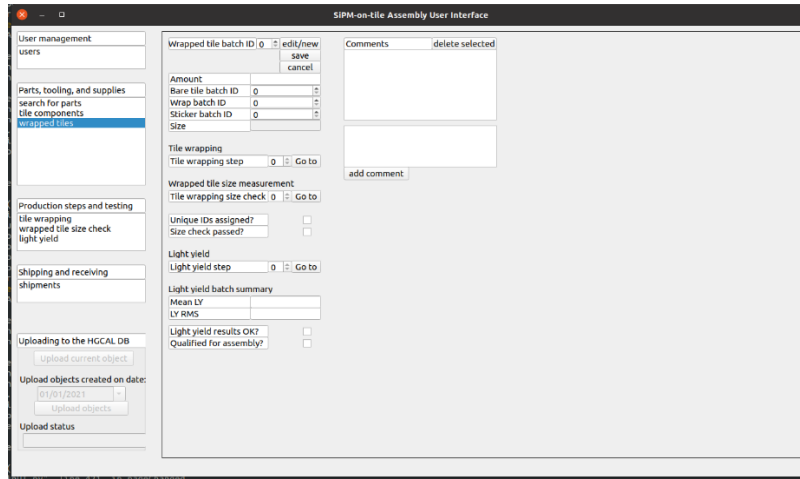 SiPM-on-tile Assembly User Interface
User management
users
Parts, tooling, and supplies
search for parts
tile components
wrapped tiles
Production steps and testing
tile wrapping
wrapped tile size check
light yield
Shipping and receiving
shipments
Uploading to the HGCAL DB
Upload current object
Upload objects created on date:
01/01/2021
Upload objects
Upload status
Wrapped tile batch ID 0 edit/new
save
cancel
Amount
Bare tile batch ID 0
Wrap batch ID 0
Sticker batch ID 0
Size
Tile wrapping
Tile wrapping step 0 Go to
Wrapped tile size measurement
Tile wrapping size check 0 Go to
Unique IDs assigned?
Size check passed?
Light yield
Light yield step 0 Go to
Light yield batch summary
Mean LY
LY RMS
Light yield results OK?
Qualified for assembly?
Comments delete selected
add comment